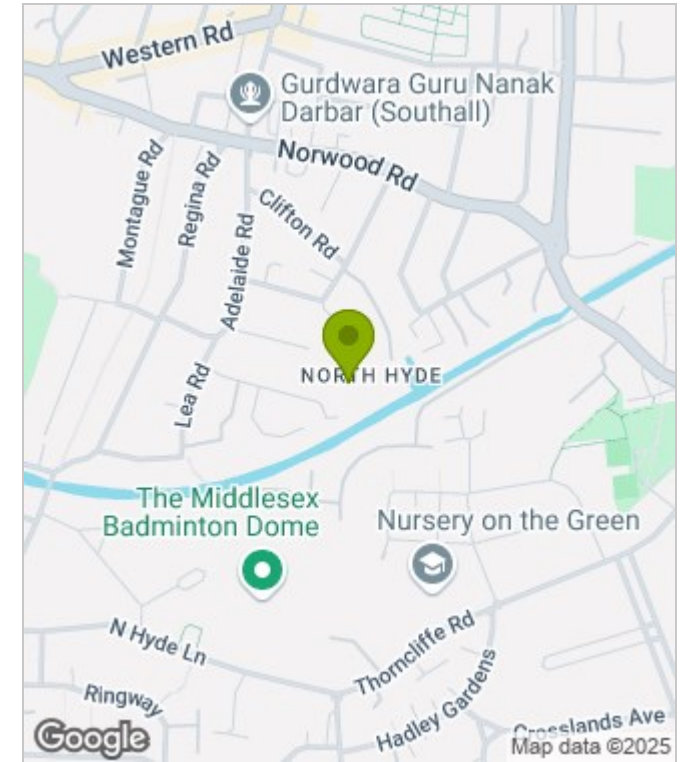 Western Rd
Gurdwara Guru Nanak
Darbar (Southall)
Norwood Rd
Montague Rd
Regina Rd
Clifton Rd
Adelaide Rd
NORTH HYDE
Lea Rd
The Middlesex
Badminton Dome
Nursery on the Green
N Hyde Ln
Thorncliffe Rd
Ringway
Hadley Gardens
Crosslands Ave
Google
Map data ©2025